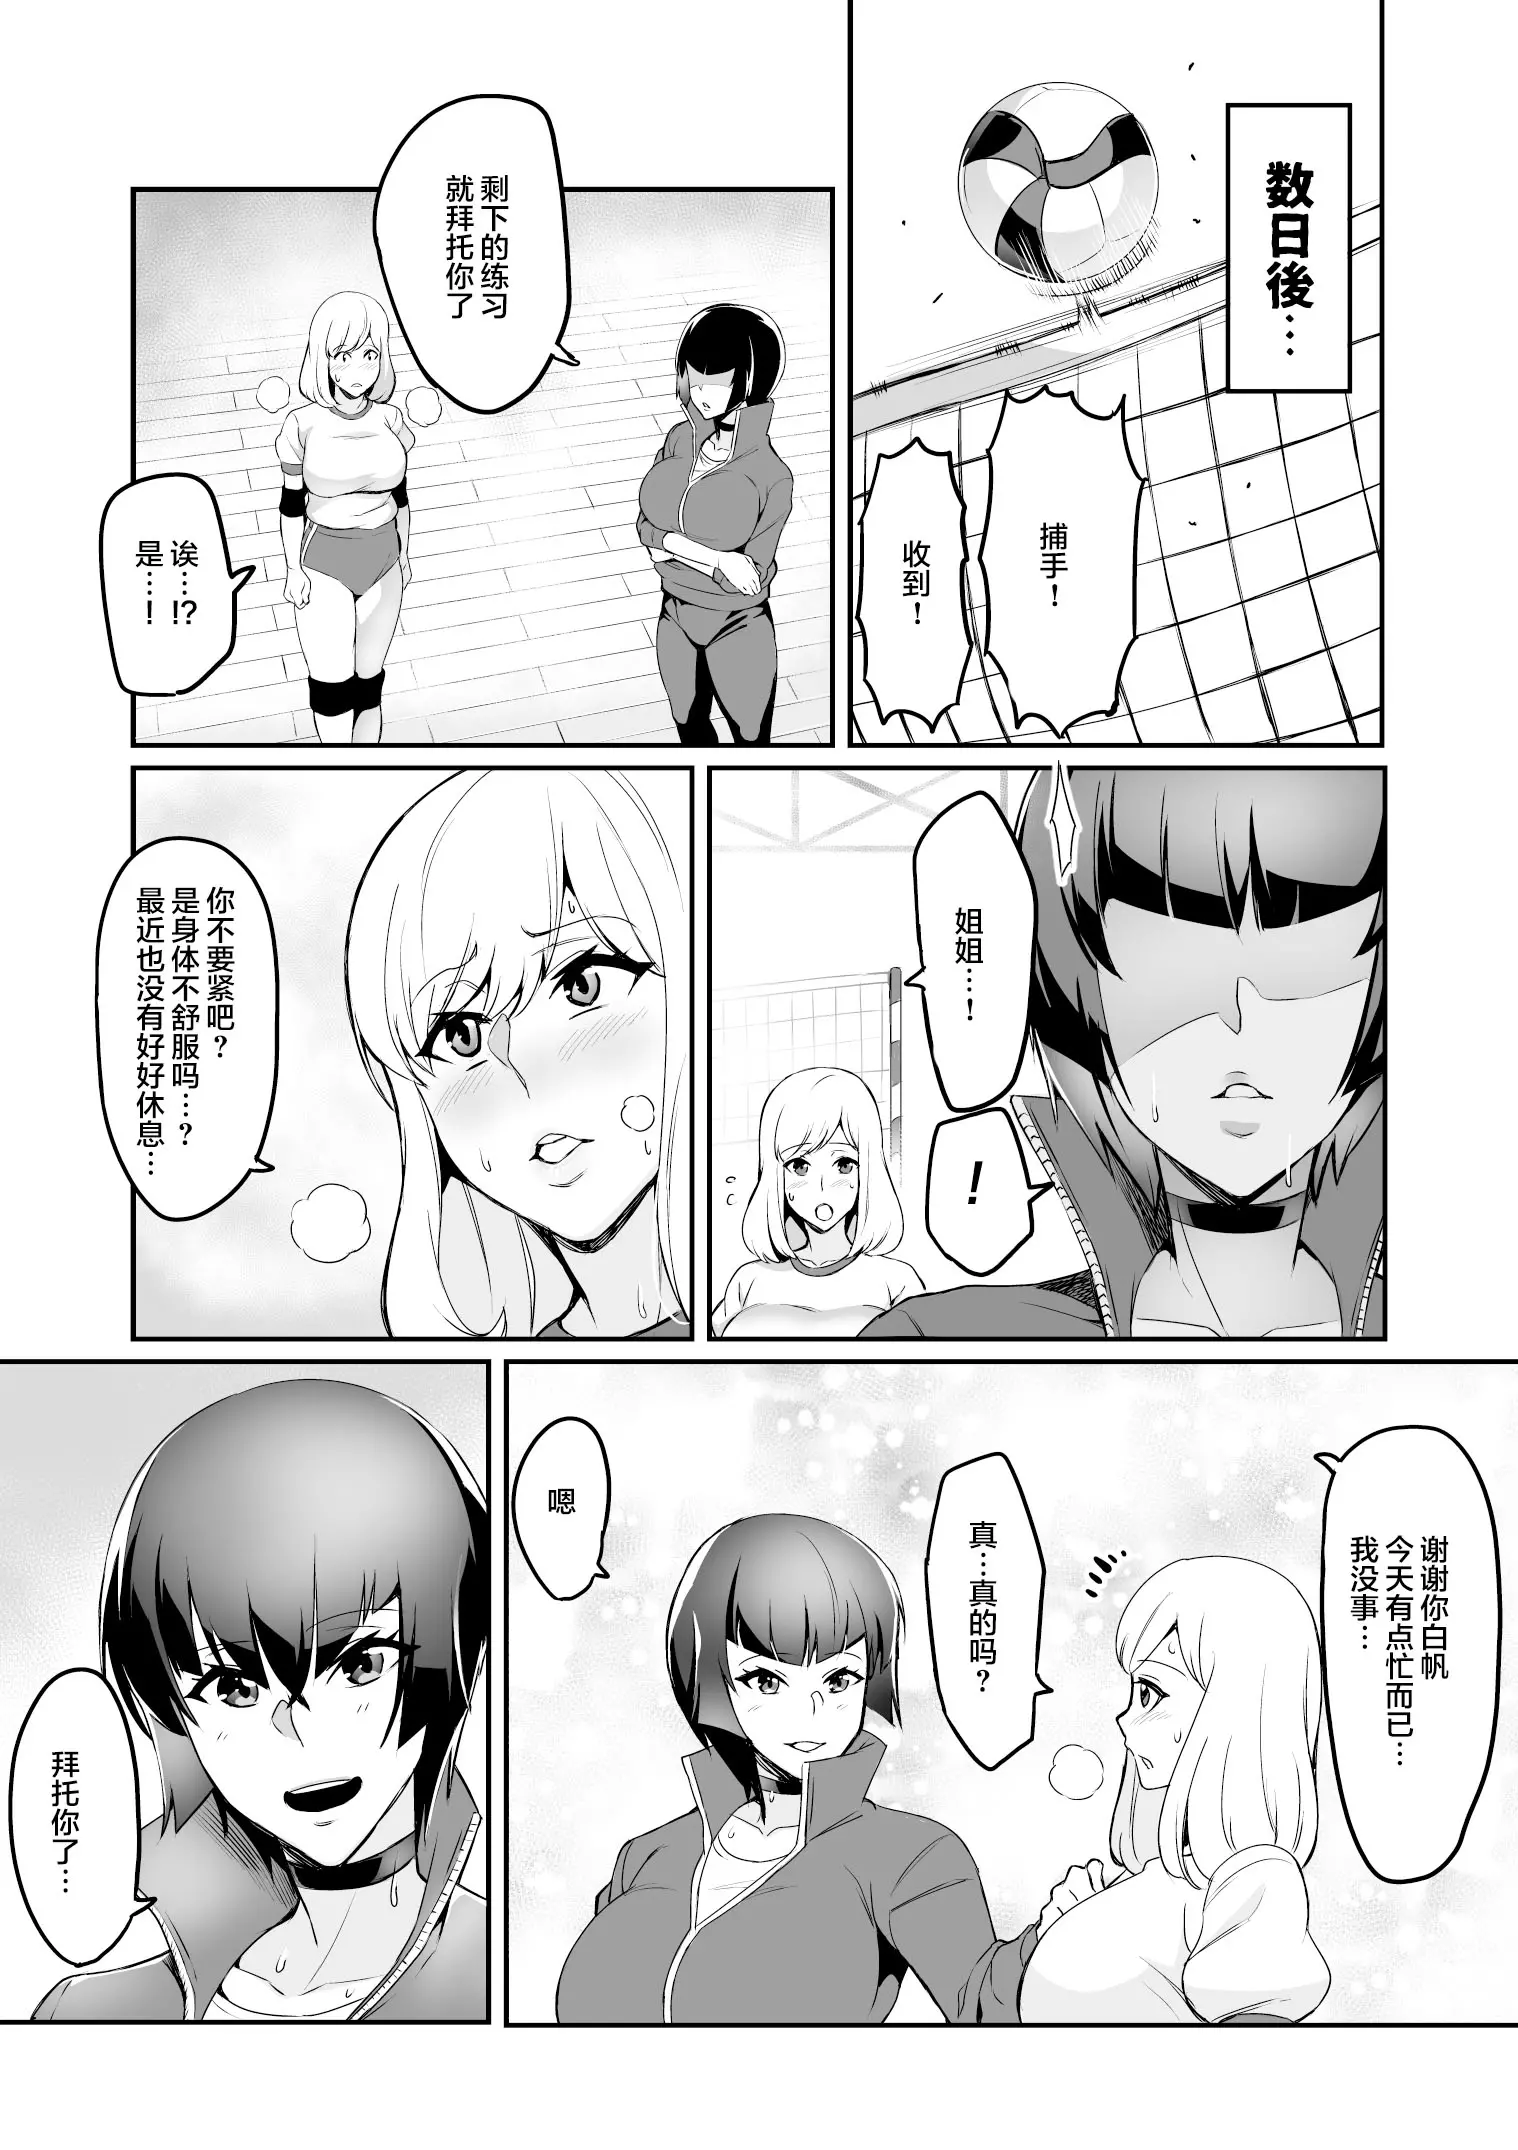 数日後…
捕手！
收到！
剩下的练习
就拜托你了
诶…!?
是…！
姐姐…！
！
你不要紧吧？
是身体不舒服吗…？
最近也没有好好休息…
谢谢你白帆
今天有点忙而已…
我没事…
真…真的吗？
嗯
拜托你了…